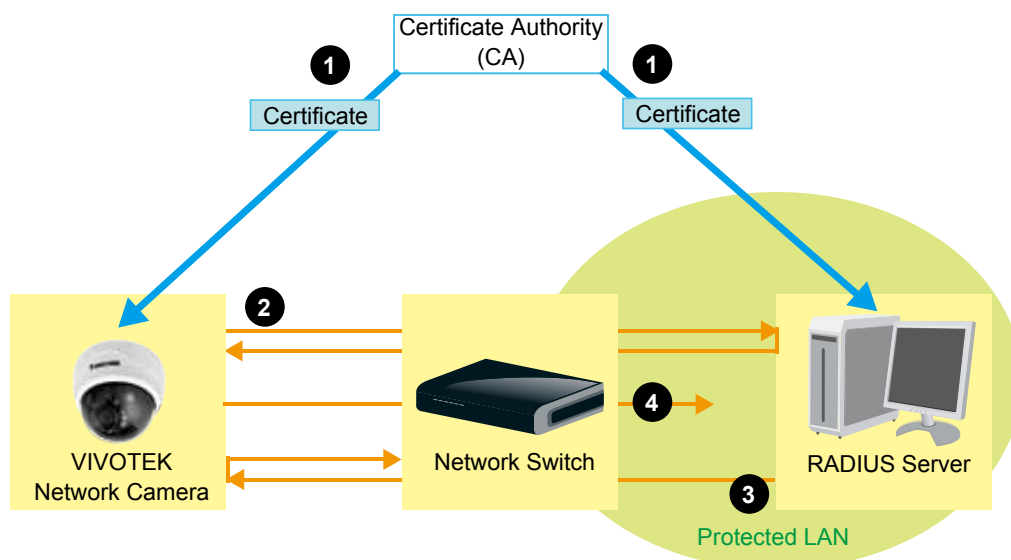 Certificate Authority
(CA)
1
1
Certificate
Certificate
2
4
VIVOTEK
Network Camera
Network Switch
RADIUS Server
3
Protected LAN